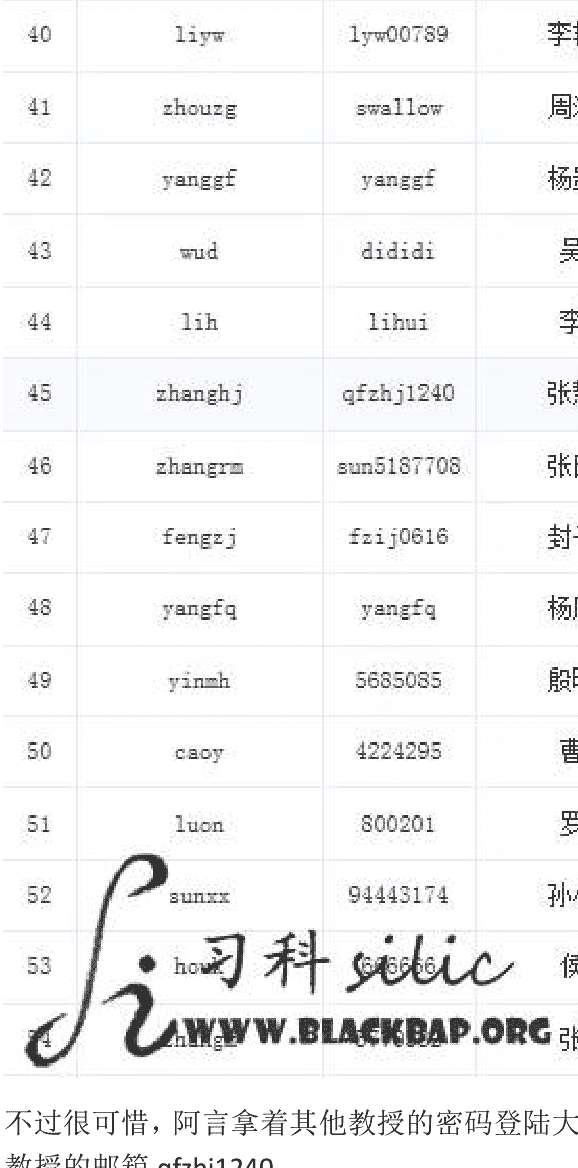 40 liyw lyw00789 李
41 zhouzg swallow 周
42 yanggf yanggf 杨
43 wud dididi 吴
44 lih lihui 李
45 zhanghj qfzhj1240 张
46 zhangrm sun5187708 张
47 fengzj fzij0616 封
48 yangfq yangfq 杨
49 yinmh 5685085 殷
50 caoy 4224295 曹
51 luon 800201 罗
52 sunxx 94443174 孙
53
习科 silic
WWW.BLACKBAP.ORG
54 张
不过很可惜，阿言拿着其他教授的密码登陆大
教授的邮箱 qfzhj1240